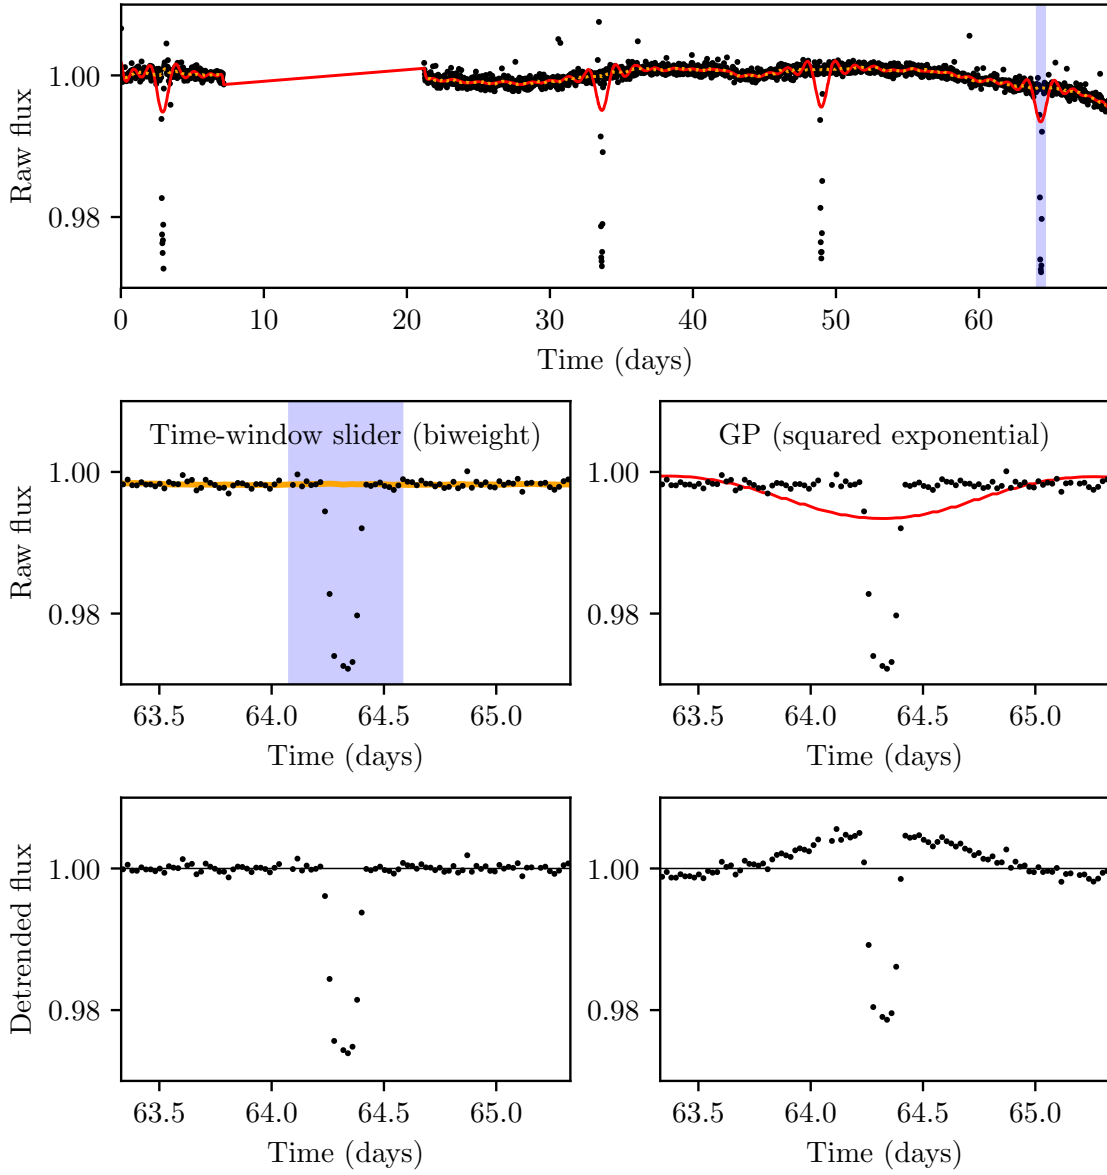 1.00
0.98
Raw flux
0 10 20 30 40 50 60
Time (days)
Time-window slider (biweight)
1.00
0.98
Raw flux
63.5 64.0 64.5 65.0
Time (days)
GP (squared exponential)
1.00
0.98
63.5 64.0 64.5 65.0
Time (days)
1.00
0.98
Detrended flux
63.5 64.0 64.5 65.0
Time (days)
1.00
0.98
63.5 64.0 64.5 65.0
Time (days)